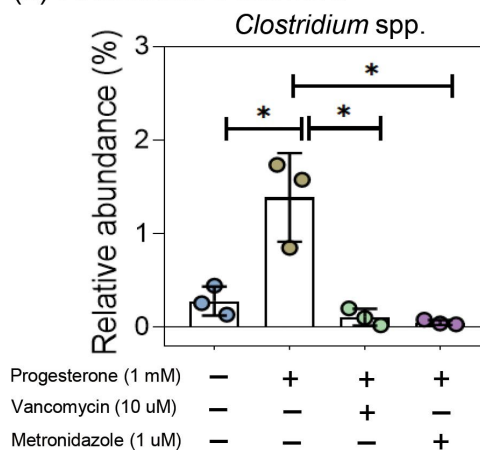 Clostridium spp.
Relative abundance (%)
3
2
1
0
* * *
Progesterone (1 mM) − + + +
Vancomycin (10 uM) − − + −
Metronidazole (1 uM) − − − +